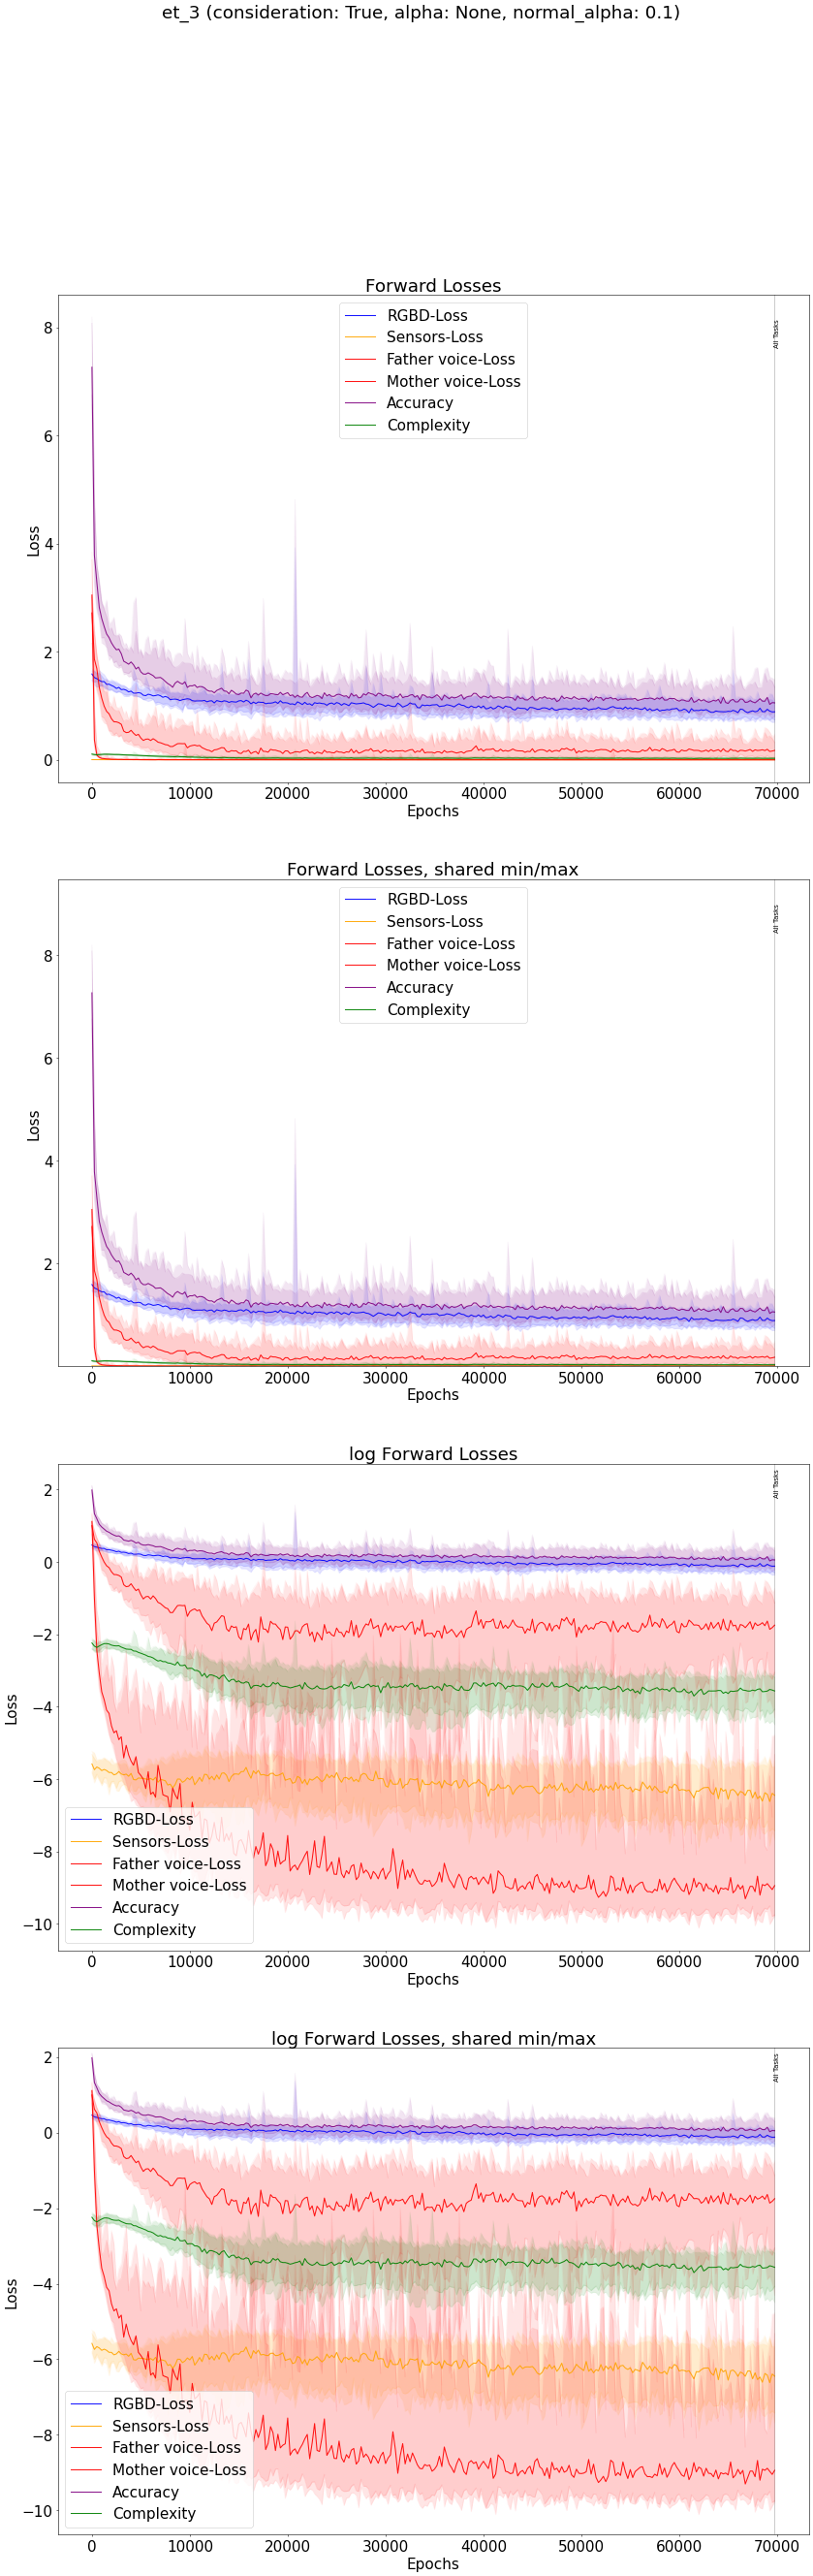 et_3 (consideration: True, alpha: None, normal_alpha: 0.1)
Forward Losses
RGBD-Loss
Sensors-Loss
Father voice-Loss
Mother voice-Loss
Accuracy
Complexity
All Tasks
8
6
4
2
0
Loss
0 10000 20000 30000 40000 50000 60000 70000
Epochs
Forward Losses, shared min/max
RGBD-Loss
Sensors-Loss
Father voice-Loss
Mother voice-Loss
Accuracy
Complexity
All Tasks
8
6
4
2
Loss
0 10000 20000 30000 40000 50000 60000 70000
Epochs
log Forward Losses
All Tasks
2
0
−2
−4
−6
−8
−10
Loss
RGBD-Loss
Sensors-Loss
Father voice-Loss
Mother voice-Loss
Accuracy
Complexity
0 10000 20000 30000 40000 50000 60000 70000
Epochs
log Forward Losses, shared min/max
All Tasks
2
0
−2
−4
−6
−8
−10
Loss
RGBD-Loss
Sensors-Loss
Father voice-Loss
Mother voice-Loss
Accuracy
Complexity
0 10000 20000 30000 40000 50000 60000 70000
Epochs